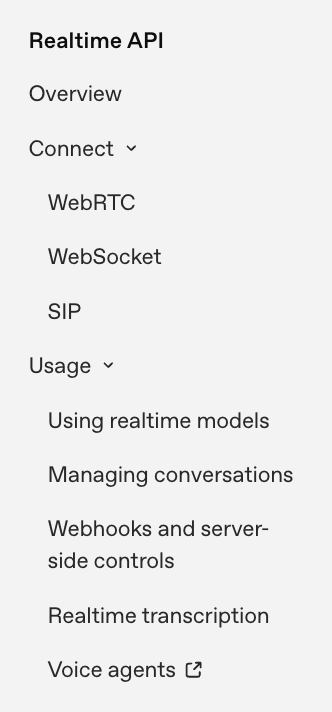 Realtime API
Overview
Connect
WebRTC
WebSocket
SIP
Usage
Using realtime models
Managing conversations
Webhooks and server-
side controls
Realtime transcription
Voice agents